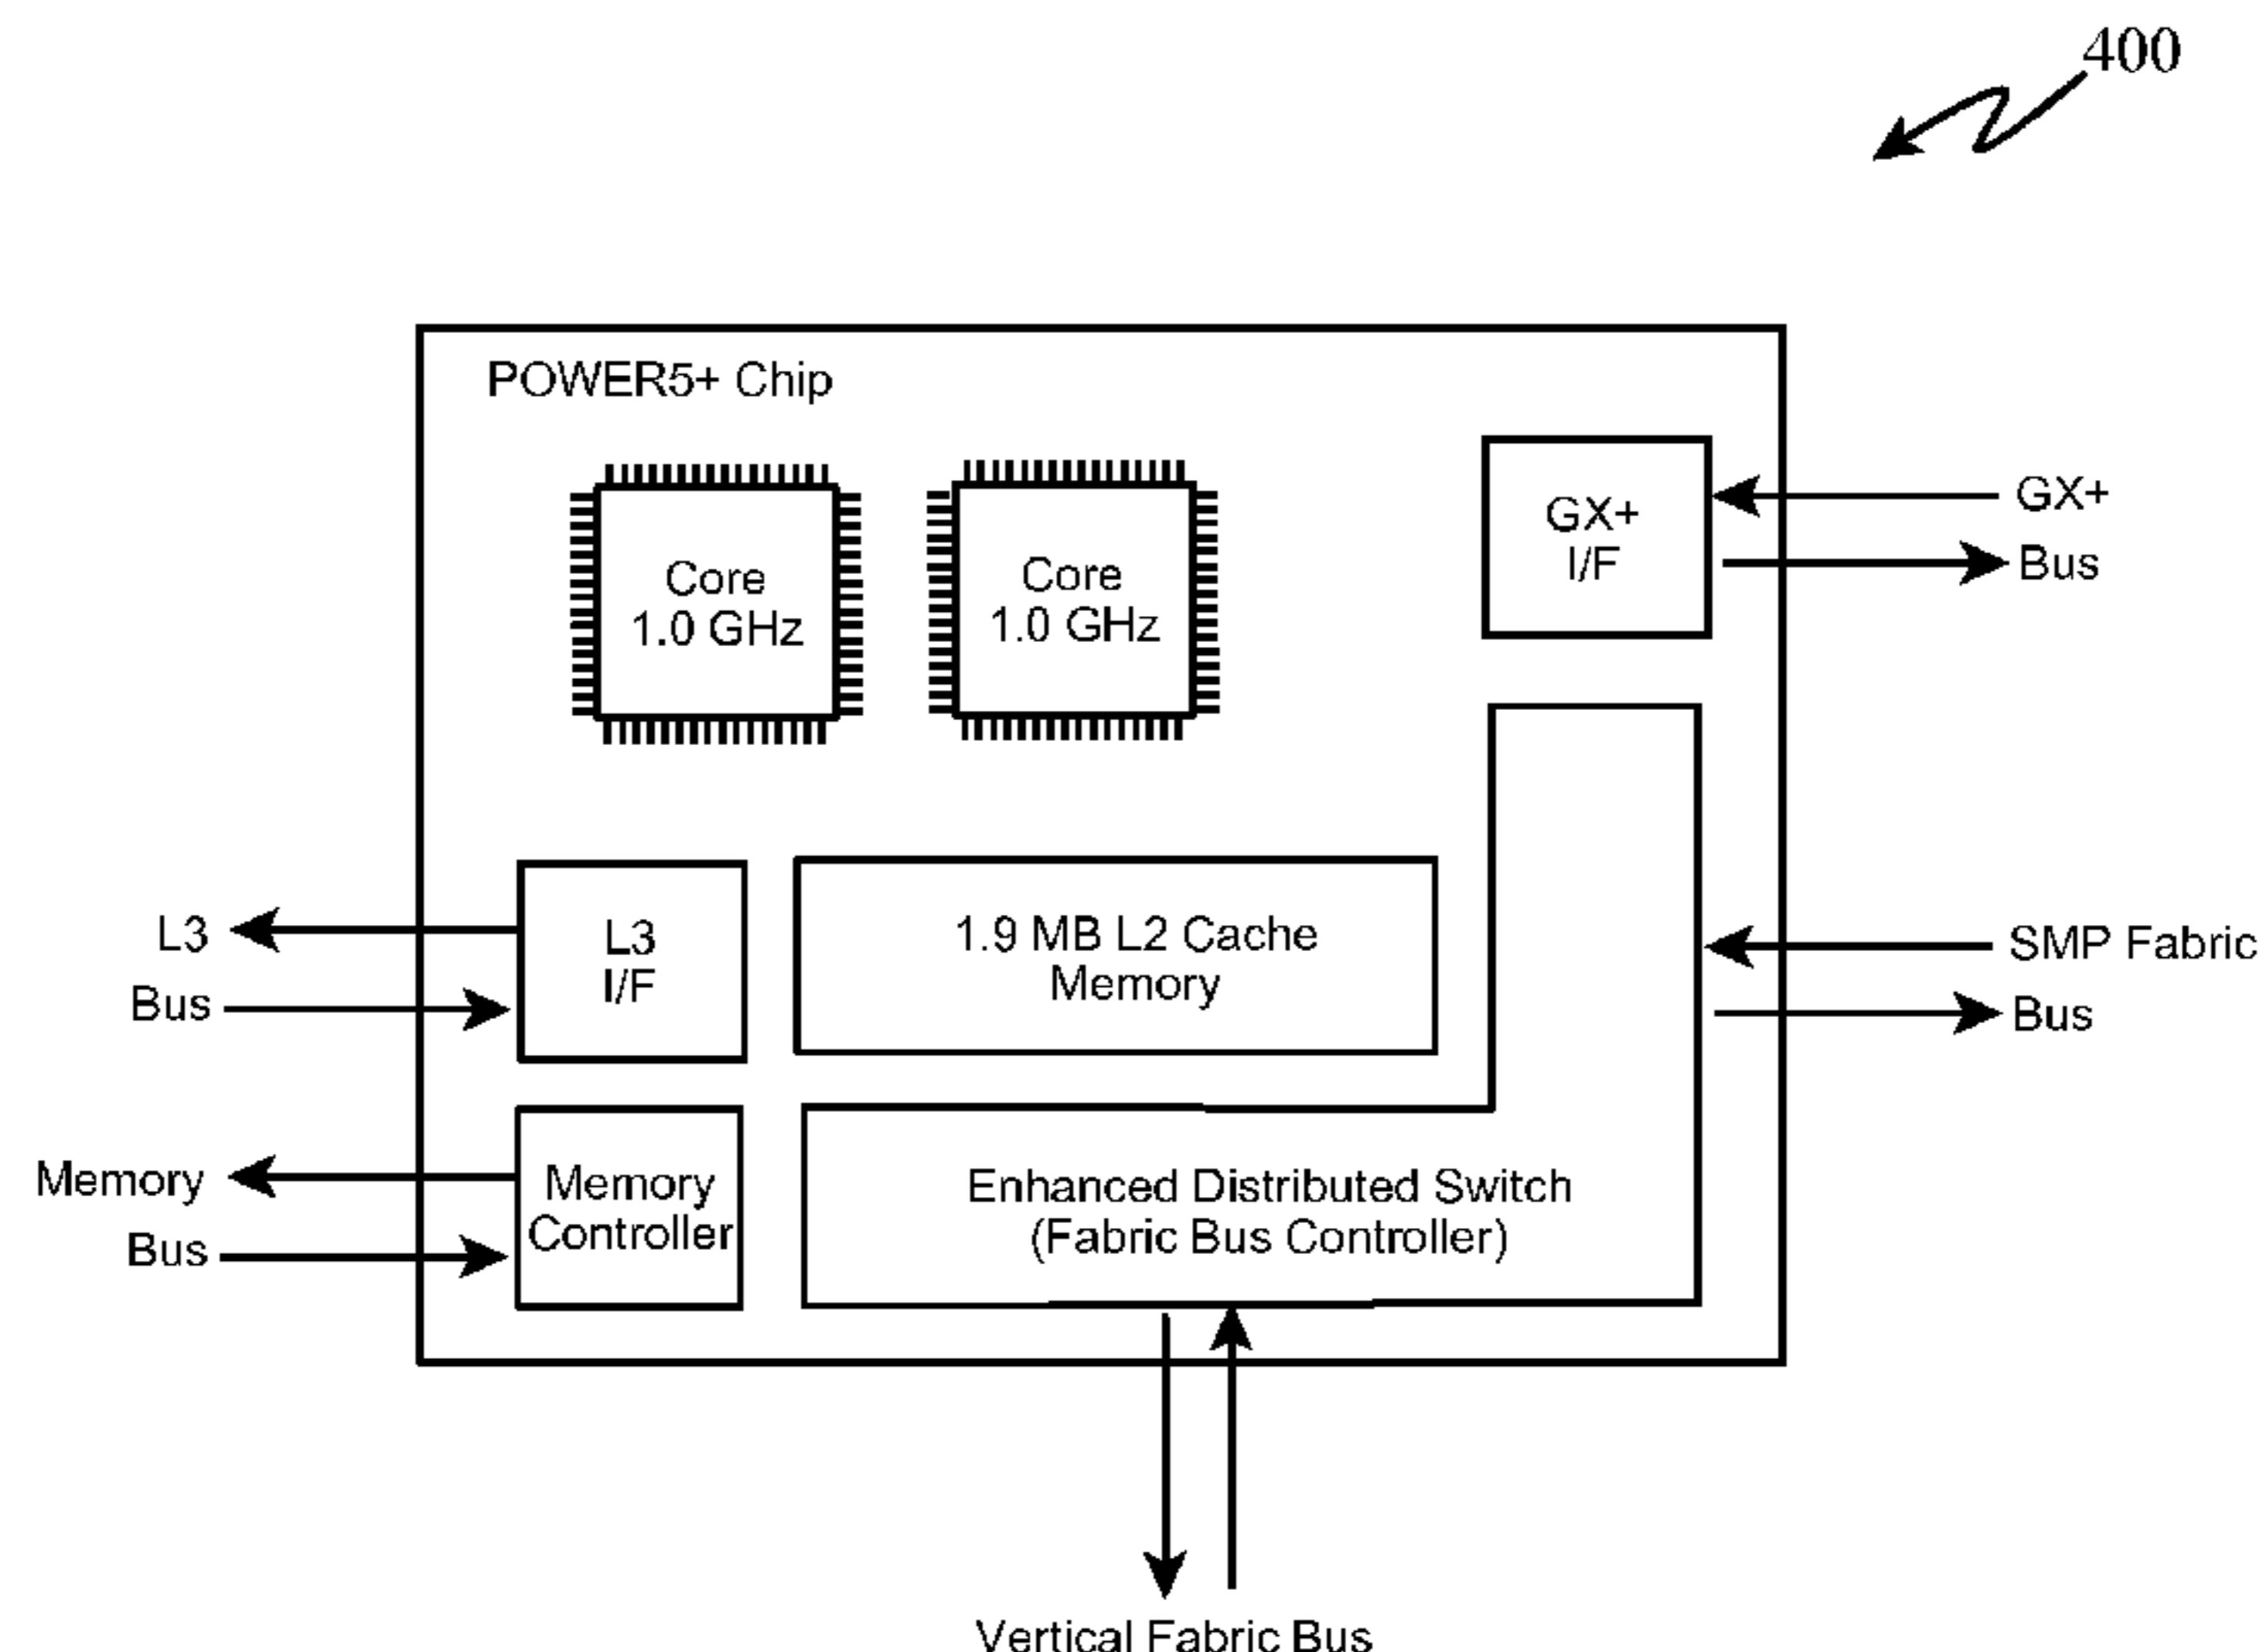 400
POWER5+ Chip
Core
1.0 GHz
Core
1.0 GHz
GX+
I/F
GX+
Bus
L3
Bus
L3
I/F
1.9 MB L2 Cache
Memory
SMP Fabric
Bus
Memory
Bus
Memory
Controller
Enhanced Distributed Switch
(Fabric Bus Controller)
Vertical Fabric Bus